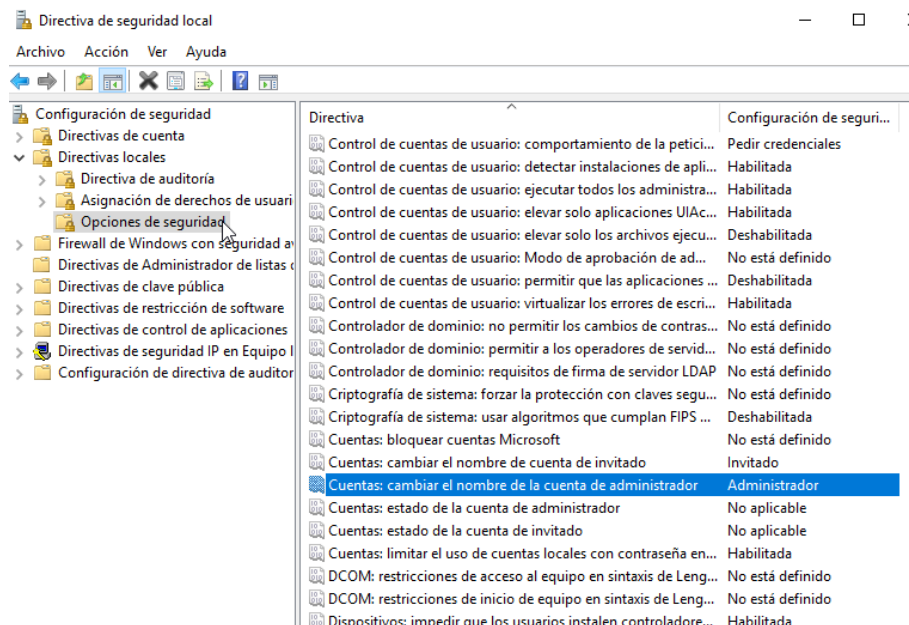 Directiva de seguridad local
Archivo Acción Ver Ayuda
Configuración de seguridad
Directivas de cuenta
Directivas locales
Directiva de auditoría
Asignación de derechos de usuari
Opciones de seguridad
Firewall de Windows con seguridad av
Directivas de Administrador de listas
Directivas de clave pública
Directivas de restricción de software
Directivas de control de aplicaciones
Directivas de seguridad IP en Equipo l
Configuración de directiva de auditor
Directiva Configuración de seguri...
Control de cuentas de usuario: comportamiento de la petici... Pedir credenciales
Control de cuentas de usuario: detectar instalaciones de apli... Habilitada
Control de cuentas de usuario: ejecutar todos los administra... Habilitada
Control de cuentas de usuario: elevar solo aplicaciones UIAc... Habilitada
Control de cuentas de usuario: elevar solo los archivos ejecu... Deshabilitada
Control de cuentas de usuario: Modo de aprobación de ad... No está definido
Control de cuentas de usuario: permitir que las aplicaciones ... Deshabilitada
Control de cuentas de usuario: virtualizar los errores de escri... Habilitada
Controlador de dominio: no permitir los cambios de contras... No está definido
Controlador de dominio: permitir a los operadores de servid... No está definido
Controlador de dominio: requisitos de firma de servidor LDAP No está definido
Criptografía de sistema: forzar la protección con claves segu... No está definido
Criptografía de sistema: usar algoritmos que cumplan FIPS ... Deshabilitada
Cuentas: bloquear cuentas Microsoft No está definido
Cuentas: cambiar el nombre de cuenta de invitado Invitado
Cuentas: cambiar el nombre de la cuenta de administrador Administrador
Cuentas: estado de la cuenta de administrador No aplicable
Cuentas: estado de la cuenta de invitado No aplicable
Cuentas: limitar el uso de cuentas locales con contraseña en... Habilitada
DCOM: restricciones de acceso al equipo en sintaxis de Leng... No está definido
DCOM: restricciones de inicio de equipo en sintaxis de Leng... No está definido
Dispositivos: impedir que los usuarios instalen controladore... Habilitada